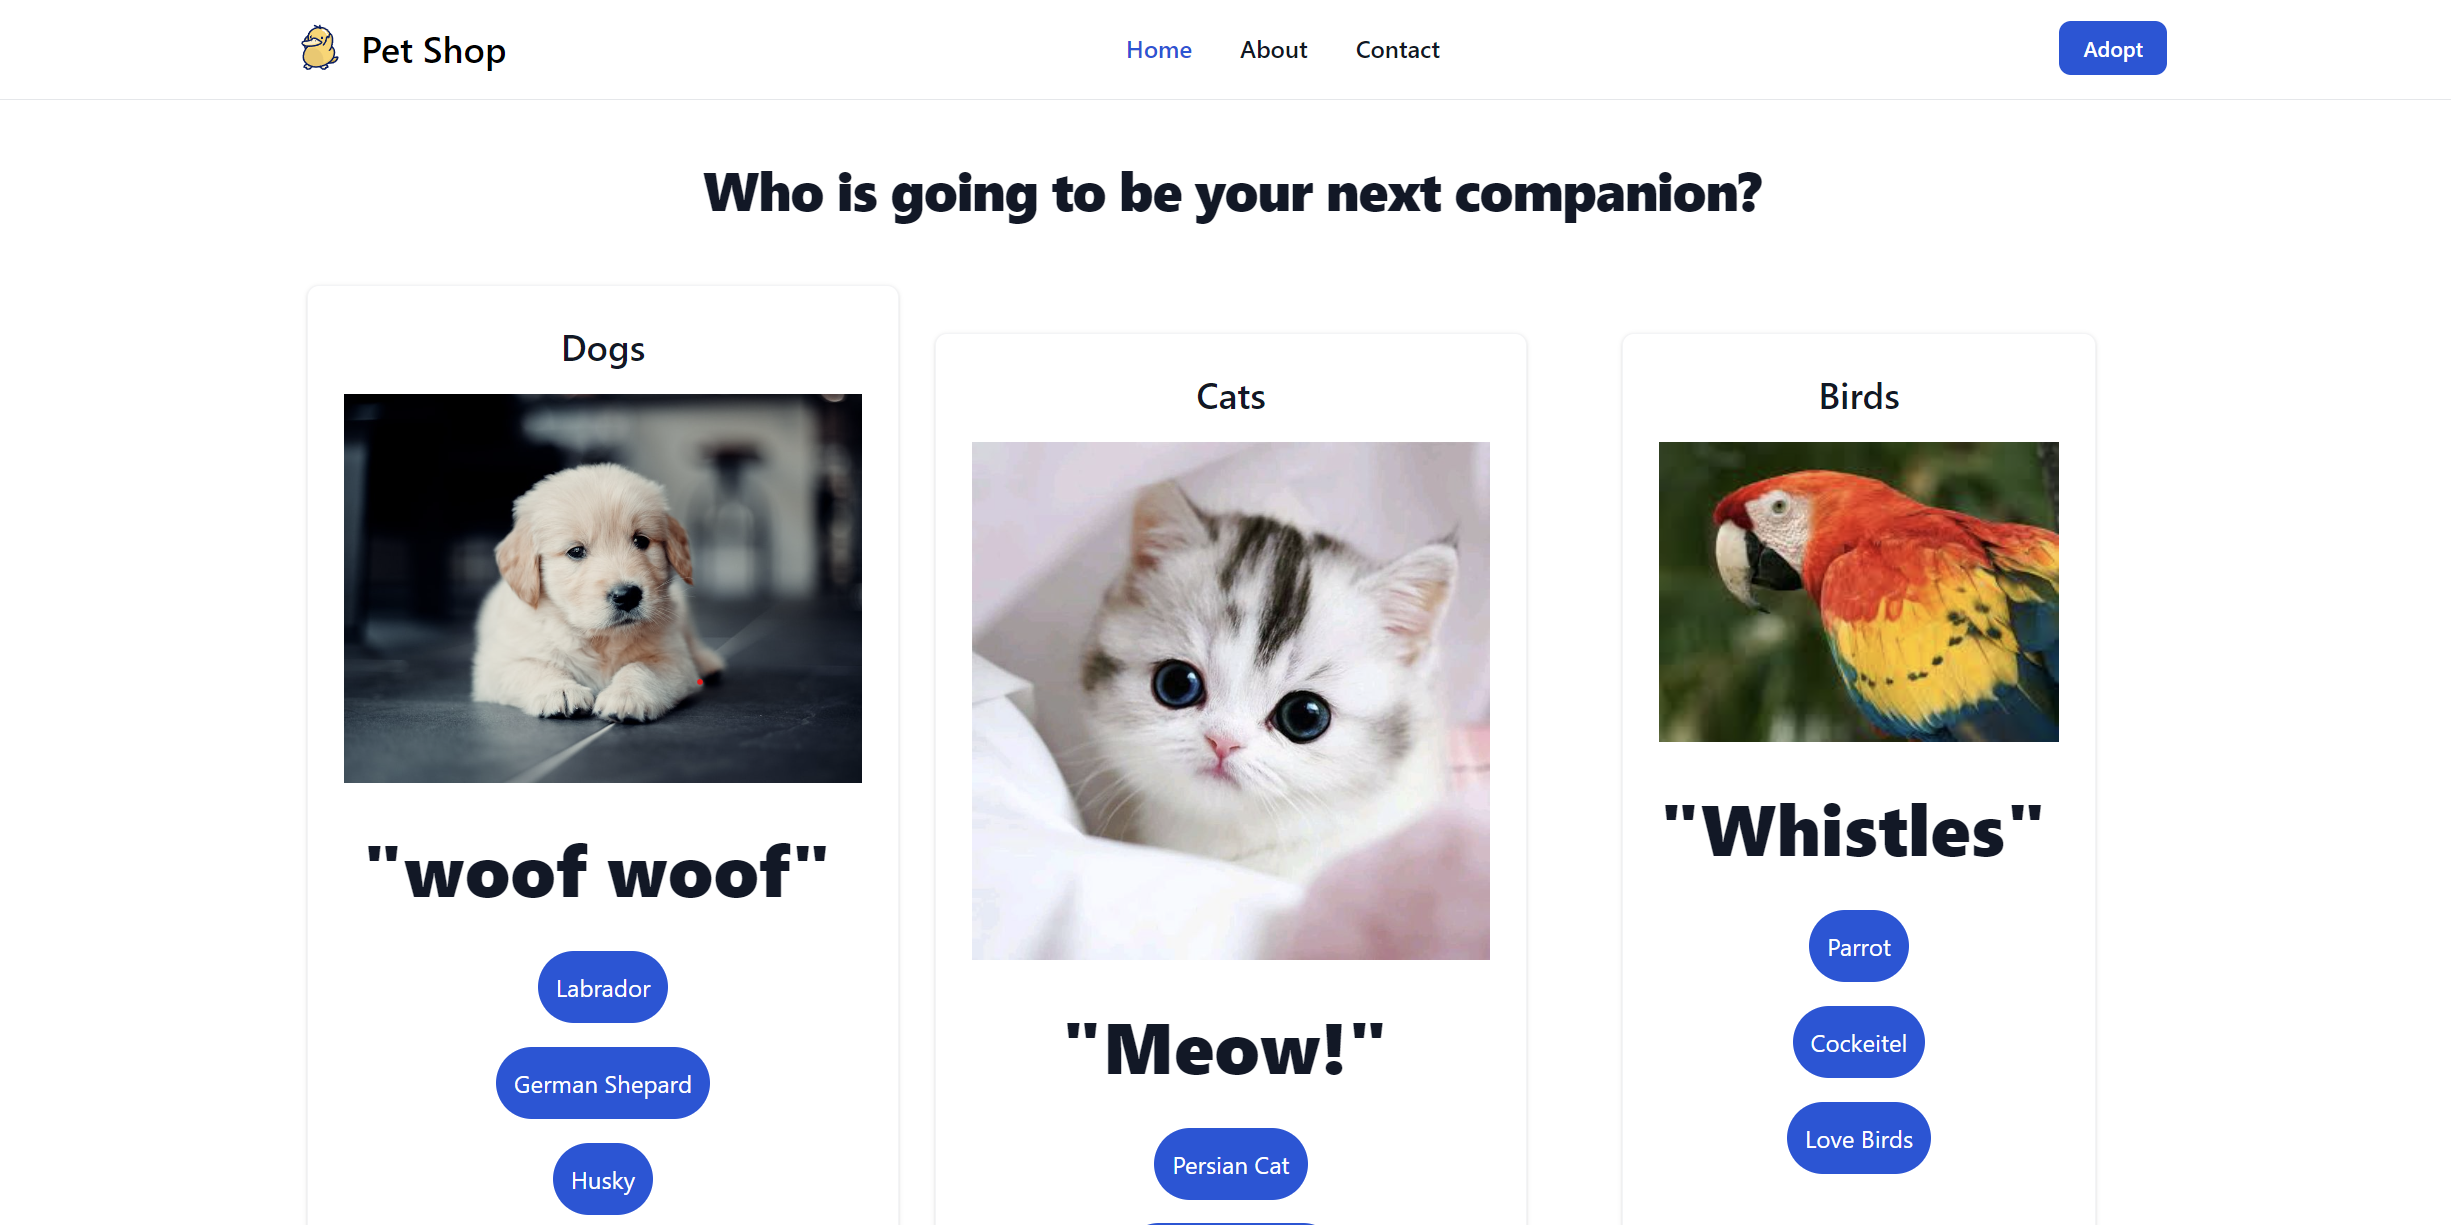 Pet Shop
Home
About
Contact
Adopt
Who is going to be your next companion?
Dogs
"woof woof"
Labrador
German Shepard
Husky
Cats
"Meow!"
Persian Cat
Birds
"Whistles"
Parrot
Cockeitel
Love Birds